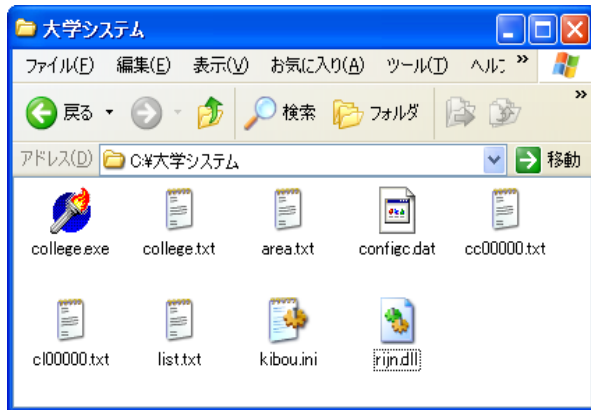 大学システム
ファイル(F) 編集(E) 表示(V) お気に入り(A) ツール(T) ヘルプ »
戻る 検索 フォルダ »
アドレス(D) C:¥大学システム 移動
college.exe college.txt area.txt configc.dat cc00000.txt
cl00000.txt list.txt kibou.ini rijn.dll